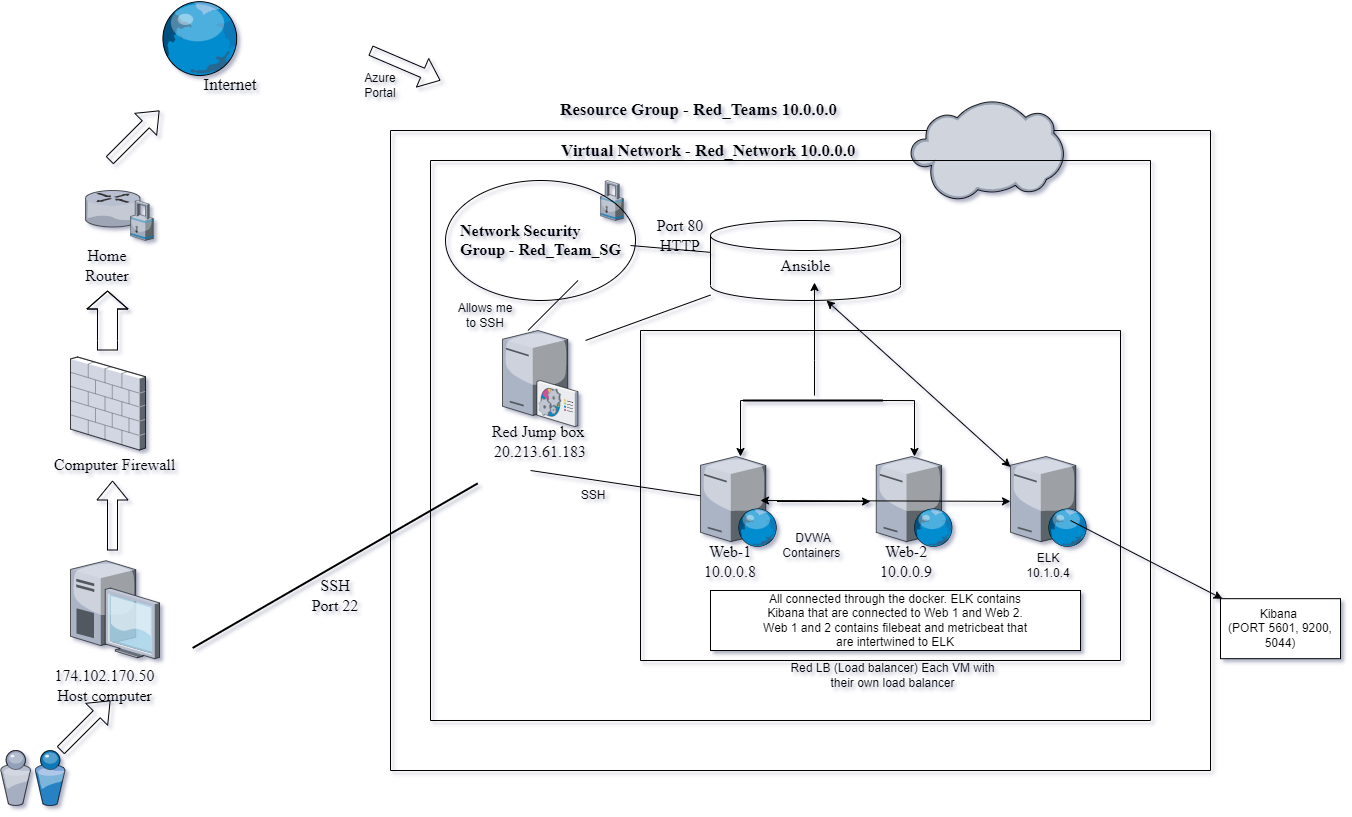 Internet
Azure
Portal
Resource Group - Red_Teams 10.0.0.0
Virtual Network - Red_Network 10.0.0.0
Network Security
Group - Red_Team_SG
Port 80
HTTP
Ansible
Home
Router
Allows me
to SSH
Red Jump box
20.213.61.183
Computer Firewall
SSH
SSH
Port 22
Web-1
10.0.0.8
DVWA
Containers
Web-2
10.0.0.9
ELK
10.1.0.4
All connected through the docker. ELK contains
Kibana that are connected to Web 1 and Web 2.
Web 1 and 2 contains filebeat and metricbeat that
are intertwined to ELK
Kibana
(PORT 5601, 9200,
5044)
Red LB (Load balancer) Each VM with
their own load balancer
174.102.170.50
Host computer